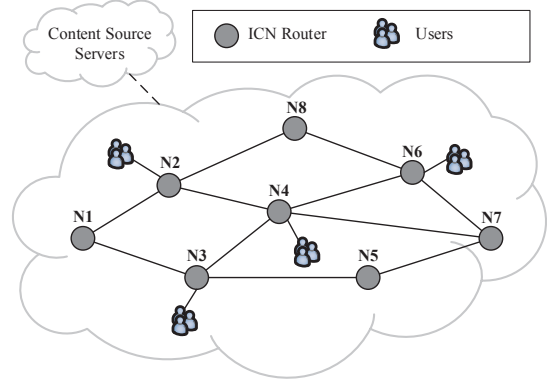 Content Source
Servers
ICN Router
Users
N8
N2
N6
N4
N1
N7
N3
N5